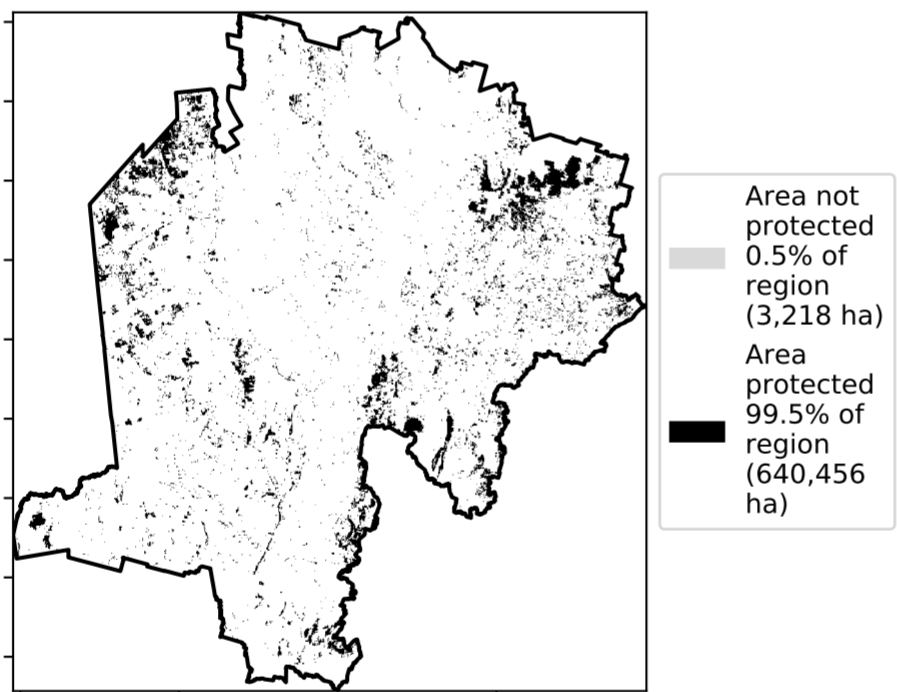 Area not
protected
0.5% of
region
(3,218 ha)
Area
protected
99.5% of
region
(640,456
ha)